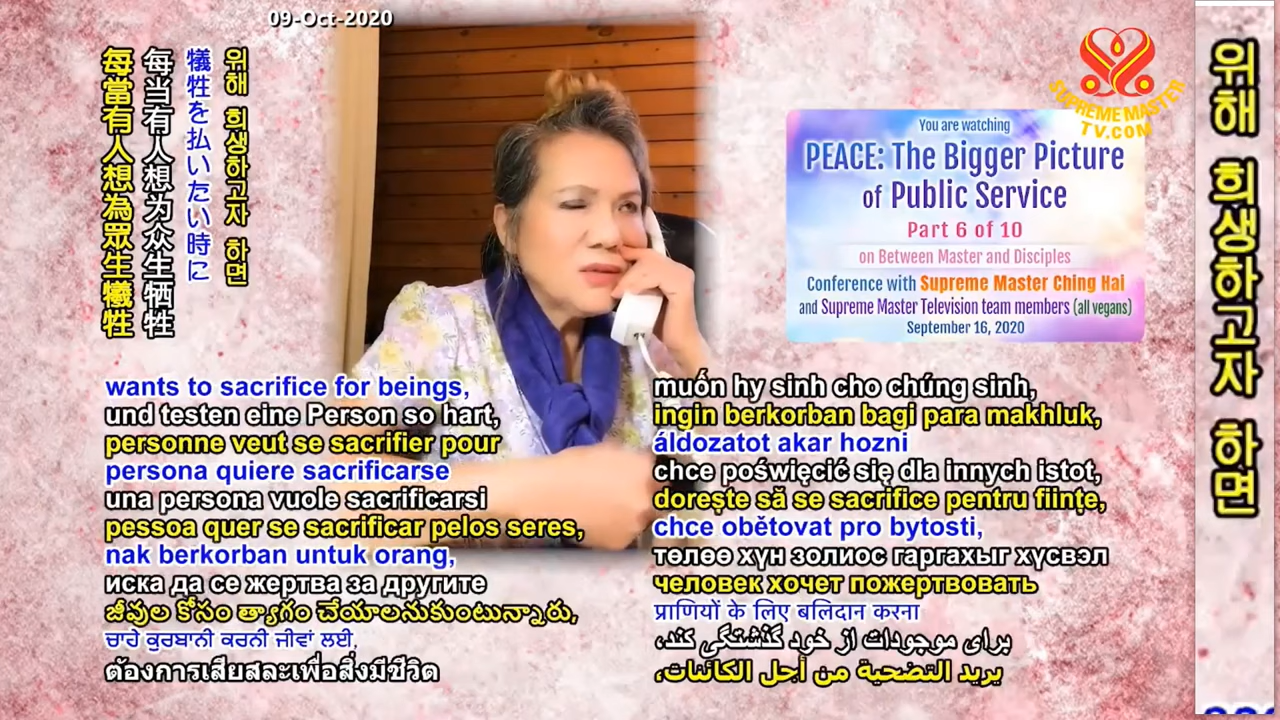 09-Oct-2020
위해 희생하고자 하면
犠牲を払いたい時に
每当有人想为众生牺牲
每當有人想為眾生犧牲
SUPREME MASTER
TV.COM
You are watching
PEACE: The Bigger Picture
of Public Service
Part 6 of 10
on Between Master and Disciples
Conference with Supreme Master Ching Hai
and Supreme Master Television team members (all vegans)
September 16, 2020
위해 희생하고자 하면
wants to sacrifice for beings,
und testen eine Person so hart,
personne veut se sacrifier pour
persona quiere sacrificarse
una persona vuole sacrificarsi
pessoa quer se sacrificar pelos seres,
nak berkorban untuk orang,
иска да се жертва за другите
జీవుల కోసం త్యాగం చేయాలనుకుంటున్నారు,
ਚਾਹੇ ਕੁਰਬਾਨੀ ਕਰਨੀ ਜੀਵਾਂ ਲਈ,
ต้องการเสียสละเพื่อสิ่งมีชีวิต
muốn hy sinh cho chúng sinh,
ingin berkorban bagi para makhluk,
áldozatot akar hozni
chce poświęcić się dla innych istot,
dorește să se sacrifice pentru ființe,
chce obětovat pro bytosti,
төлөө хүн золиос гаргахыг хүсвэл
человек хочет пожертвовать
प्राणियों के लिए बलिदान करना
برای موجودات از خود گذشتگی کند،
يريد التضحية من أجل الكائنات،